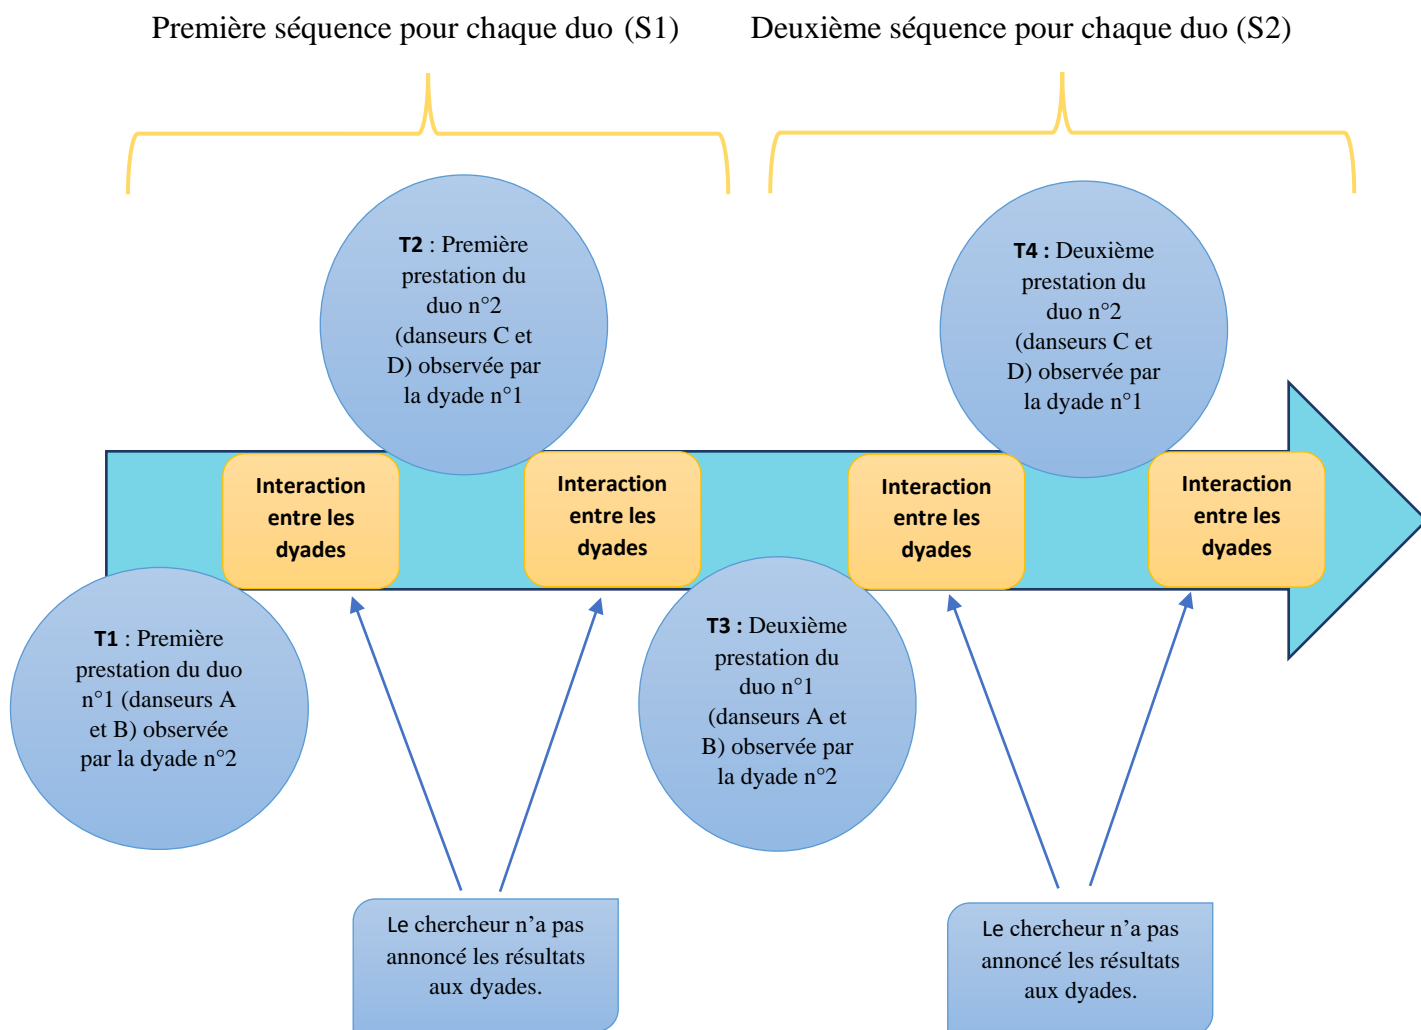 Première séquence pour chaque duo (S1)
Deuxième séquence pour chaque duo (S2)
T2 : Première
prestation du
duo n°2
(danseurs C et
D) observée par
la dyade n°1
T4 : Deuxième
prestation du
duo n°2
(danseurs C et
D) observée par
la dyade n°1
Interaction
entre les
dyades
Interaction
entre les
dyades
Interaction
entre les
dyades
Interaction
entre les
dyades
T1 : Première
prestation du duo
n°1 (danseurs A
et B) observée
par la dyade n°2
T3 : Deuxième
prestation du
duo n°1
(danseurs A et
B) observée par
la dyade n°2
Le chercheur n’a pas
annoncé les résultats
aux dyades.
Le chercheur n’a pas
annoncé les résultats
aux dyades.